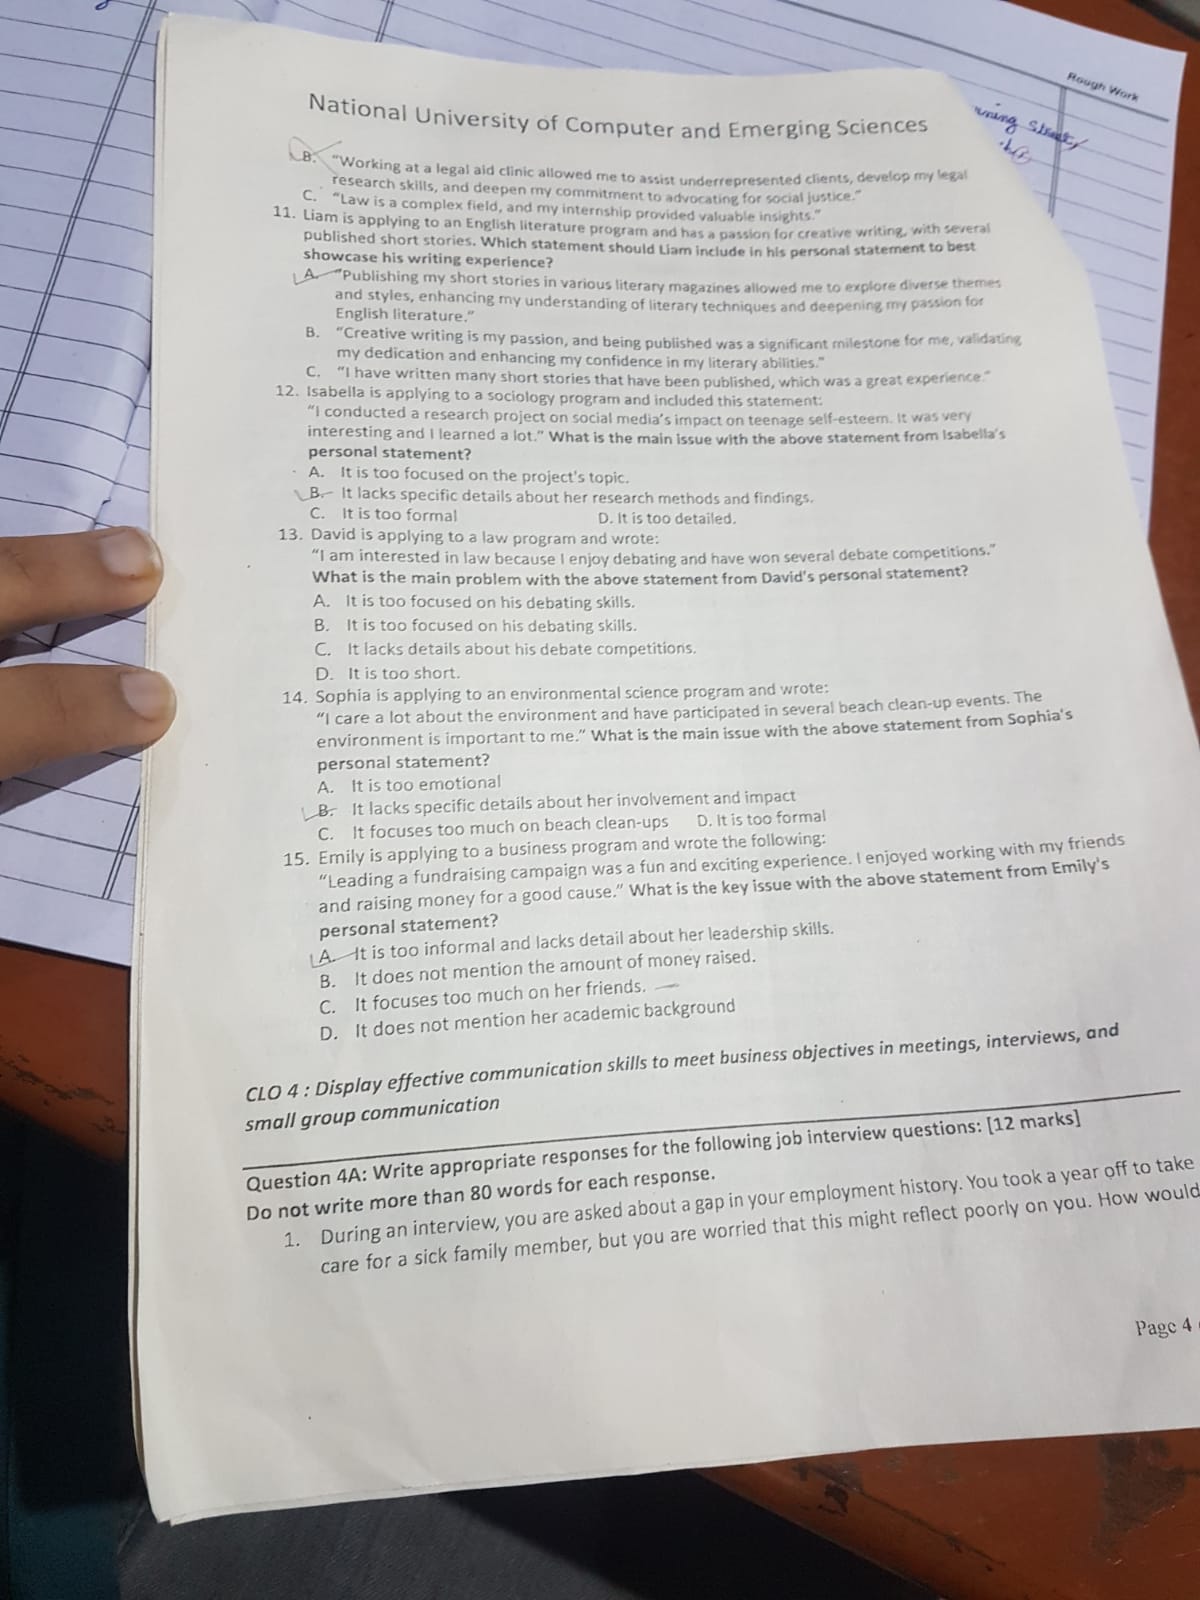 Rough Work
National University of Computer and Emerging Sciences
B. "Working at a legal aid clinic allowed me to assist underrepresented clients, develop my legal
research skills, and deepen my commitment to advocating for social justice."
C. "Law is a complex field, and my internship provided valuable insights."
11. Liam is applying to an English literature program and has a passion for creative writing, with several
published short stories. Which statement should Liam include in his personal statement to best
showcase his writing experience?
A. "Publishing my short stories in various literary magazines allowed me to explore diverse themes
and styles, enhancing my understanding of literary techniques and deepening my passion for
English literature."
B. "Creative writing is my passion, and being published was a significant milestone for me, validating
my dedication and enhancing my confidence in my literary abilities."
C. "I have written many short stories that have been published, which was a great experience."
12. Isabella is applying to a sociology program and included this statement:
"I conducted a research project on social media's impact on teenage self-esteem. It was very
interesting and I learned a lot." What is the main issue with the above statement from Isabella's
personal statement?
A. It is too focused on the project's topic.
B. It lacks specific details about her research methods and findings.
C. It is too formal D. It is too detailed.
13. David is applying to a law program and wrote:
"I am interested in law because I enjoy debating and have won several debate competitions."
What is the main problem with the above statement from David's personal statement?
A. It is too focused on his debating skills.
B. It is too focused on his debating skills.
C. It lacks details about his debate competitions.
D. It is too short.
14. Sophia is applying to an environmental science program and wrote:
"I care a lot about the environment and have participated in several beach clean-up events. The
environment is important to me." What is the main issue with the above statement from Sophia's
personal statement?
A. It is too emotional
B. It lacks specific details about her involvement and impact
C. It focuses too much on beach clean-ups D. It is too formal
15. Emily is applying to a business program and wrote the following:
"Leading a fundraising campaign was a fun and exciting experience. I enjoyed working with my friends
and raising money for a good cause." What is the key issue with the above statement from Emily's
personal statement?
A. It is too informal and lacks detail about her leadership skills.
B. It does not mention the amount of money raised.
C. It focuses too much on her friends.
D. It does not mention her academic background
CLO 4 : Display effective communication skills to meet business objectives in meetings, interviews, and
small group communication
Question 4A: Write appropriate responses for the following job interview questions: [12 marks]
Do not write more than 80 words for each response.
1. During an interview, you are asked about a gap in your employment history. You took a year off to take
care for a sick family member, but you are worried that this might reflect poorly on you. How would
Page 4